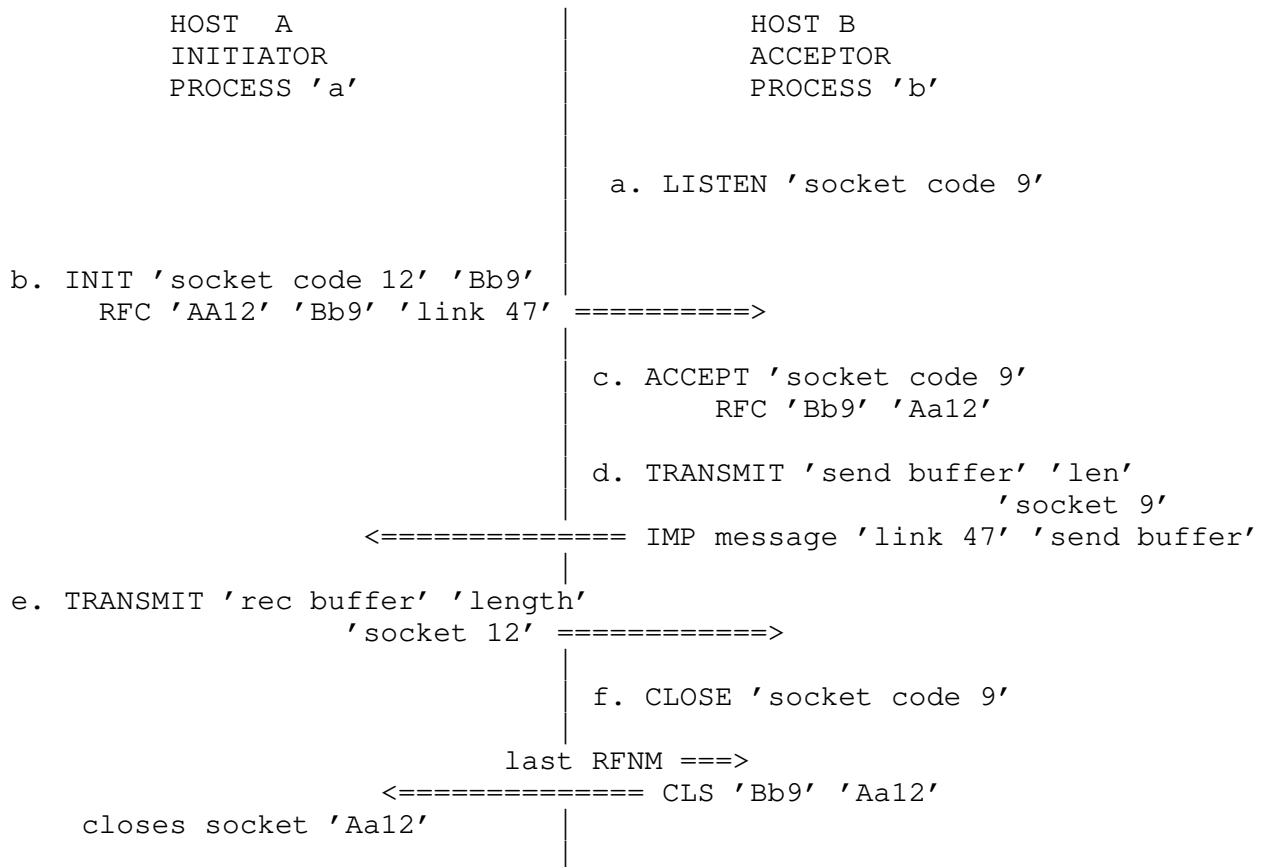 HOST A HOST B
INITIATOR ACCEPTOR
PROCESS 'a' PROCESS 'b'
a. LISTEN 'socket code 9'
b. INIT 'socket code 12' 'Bb9'
RFC 'AA12' 'Bb9' 'link 47' ==========>
c. ACCEPT 'socket code 9'
RFC 'Bb9' 'Aa12'
d. TRANSMIT 'send buffer' 'len'
'socket 9'
<============== IMP message 'link 47' 'send buffer'
e. TRANSMIT 'rec buffer' 'length'
'socket 12' ============>
f. CLOSE 'socket code 9'
last RFNM ===>
<============== CLS 'Bb9' 'Aa12'
closes socket 'Aa12'